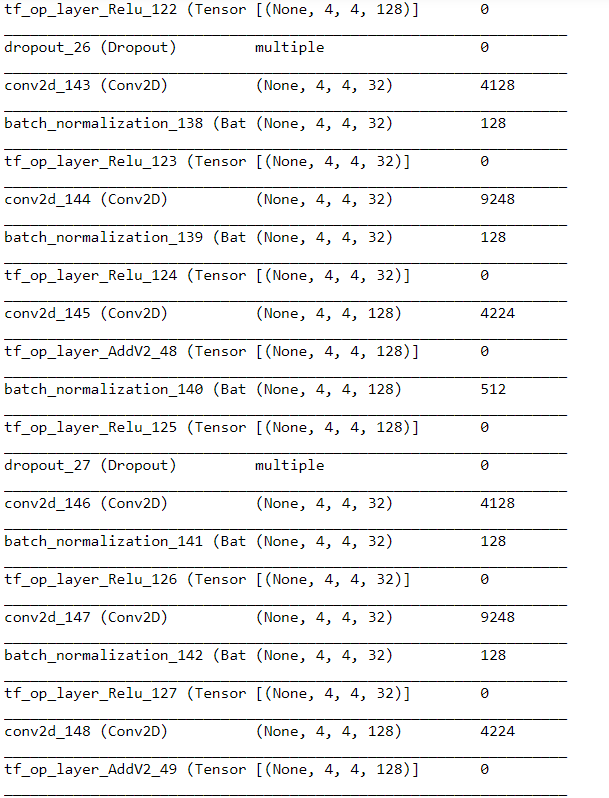 tf_op_layer_Relu_122 (Tensor [(None, 4, 4, 128)] 0
dropout_26 (Dropout) multiple 0
conv2d_143 (Conv2D) (None, 4, 4, 32) 4128
batch_normalization_138 (Bat (None, 4, 4, 32) 128
tf_op_layer_Relu_123 (Tensor [(None, 4, 4, 32)] 0
conv2d_144 (Conv2D) (None, 4, 4, 32) 9248
batch_normalization_139 (Bat (None, 4, 4, 32) 128
tf_op_layer_Relu_124 (Tensor [(None, 4, 4, 32)] 0
conv2d_145 (Conv2D) (None, 4, 4, 128) 4224
tf_op_layer_AddV2_48 (Tensor [(None, 4, 4, 128)] 0
batch_normalization_140 (Bat (None, 4, 4, 128) 512
tf_op_layer_Relu_125 (Tensor [(None, 4, 4, 128)] 0
dropout_27 (Dropout) multiple 0
conv2d_146 (Conv2D) (None, 4, 4, 32) 4128
batch_normalization_141 (Bat (None, 4, 4, 32) 128
tf_op_layer_Relu_126 (Tensor [(None, 4, 4, 32)] 0
conv2d_147 (Conv2D) (None, 4, 4, 32) 9248
batch_normalization_142 (Bat (None, 4, 4, 32) 128
tf_op_layer_Relu_127 (Tensor [(None, 4, 4, 32)] 0
conv2d_148 (Conv2D) (None, 4, 4, 128) 4224
tf_op_layer_AddV2_49 (Tensor [(None, 4, 4, 128)] 0